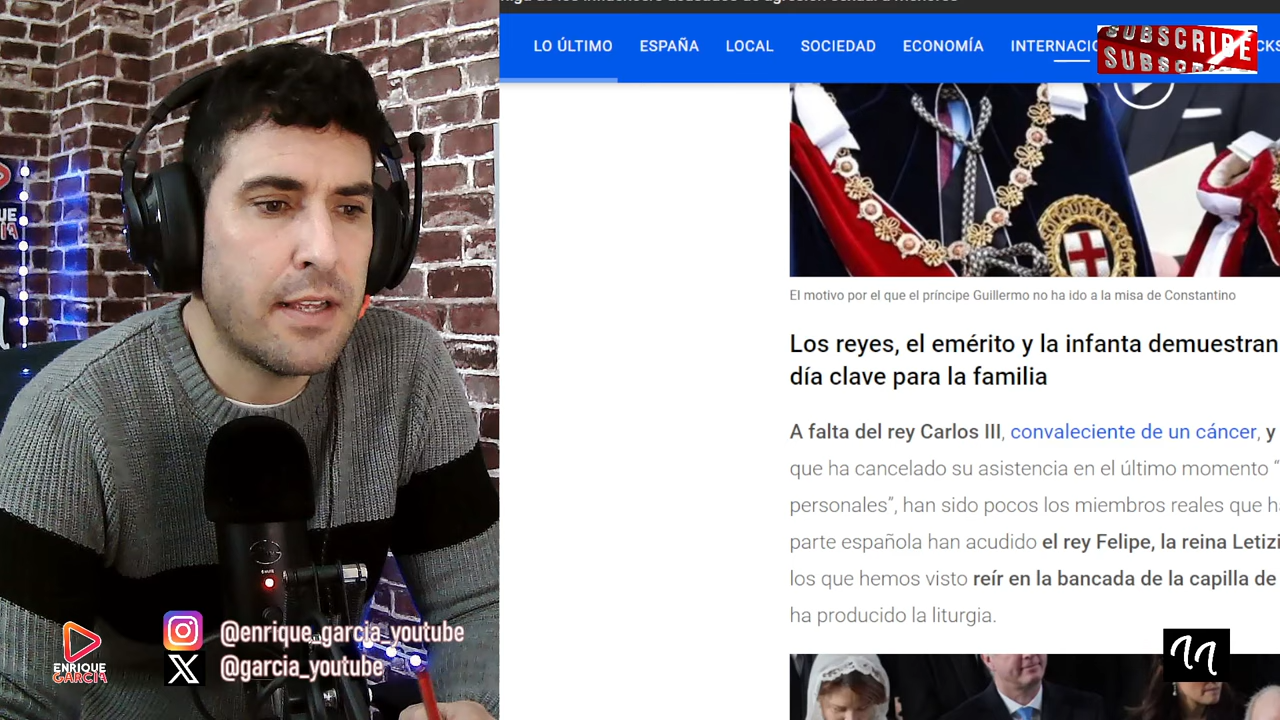 LO ÚLTIMO ESPAÑA LOCAL SOCIEDAD ECONOMÍA INTERNACIO
SUBSCRIBE
SUBSCRIBE
El motivo por el que el príncipe Guillermo no ha ido a la misa de Constantino
Los reyes, el emérito y la infanta demuestran
día clave para la familia
A falta del rey Carlos III, convaleciente de un cáncer, y
que ha cancelado su asistencia en el último momento “
personales”, han sido pocos los miembros reales que h
parte española han acudido el rey Felipe, la reina Letizi
los que hemos visto reír en la bancada de la capilla de
ha producido la liturgia.
@enrique_garcia_youtube
@garcia_youtube
ENRIQUE
GARCIA